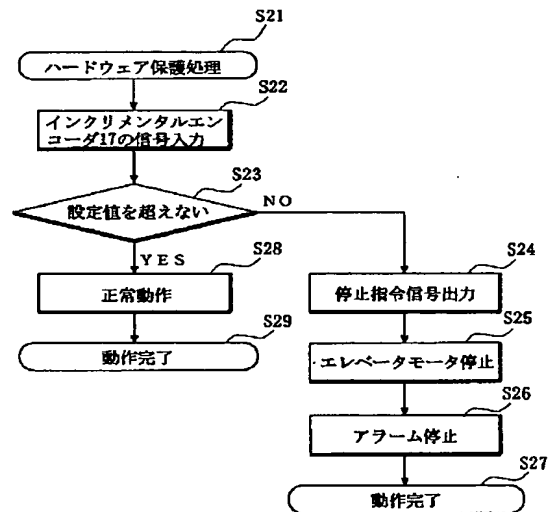 S21
ハードウェア保護処理
S22
インクリメンタルエン
コーダ17の信号入力
S23
設定値を超えない
NO
YES
S28
正常動作
S29
動作完了
S24
停止指令信号出力
S25
エレベータモータ停止
S26
アラーム停止
S27
動作完了